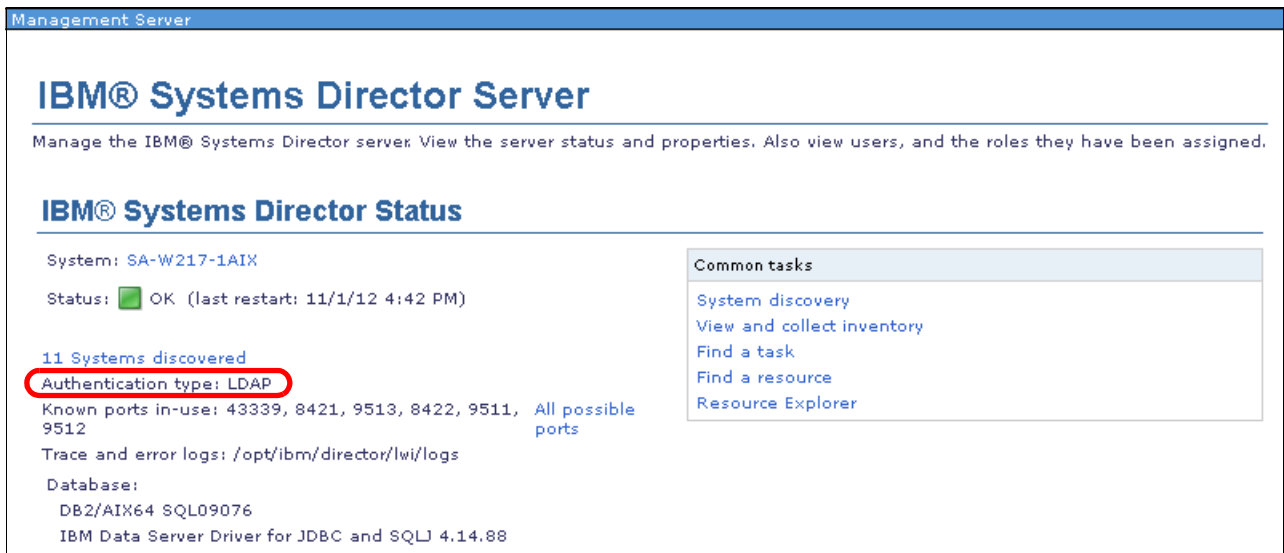 Management Server
IBM® Systems Director Server
Manage the IBM® Systems Director server. View the server status and properties. Also view users, and the roles they have been assigned.
IBM® Systems Director Status
System: SA-W217-1AIX
Status: OK (last restart: 11/1/12 4:42 PM)
11 Systems discovered
Authentication type: LDAP
Known ports in-use: 43339, 8421, 9513, 8422, 9511, All possible
9512 ports
Trace and error logs: /opt/ibm/director/lwi/logs
Database:
DB2/AIX64 SQL09076
IBM Data Server Driver for JDBC and SQLJ 4.14.88
Common tasks
System discovery
View and collect inventory
Find a task
Find a resource
Resource Explorer